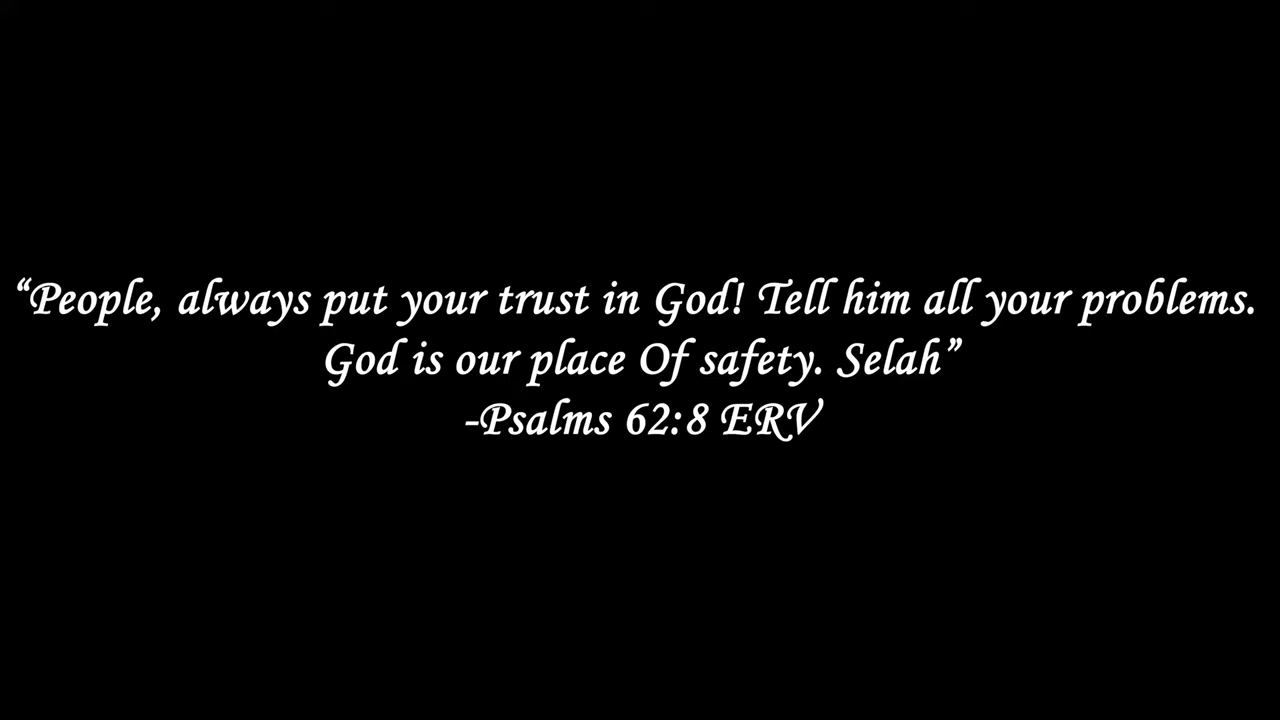 “People, always put your trust in God! Tell him all your problems.
God is our place Of safety. Selah”
-Psalms 62:8 ERV